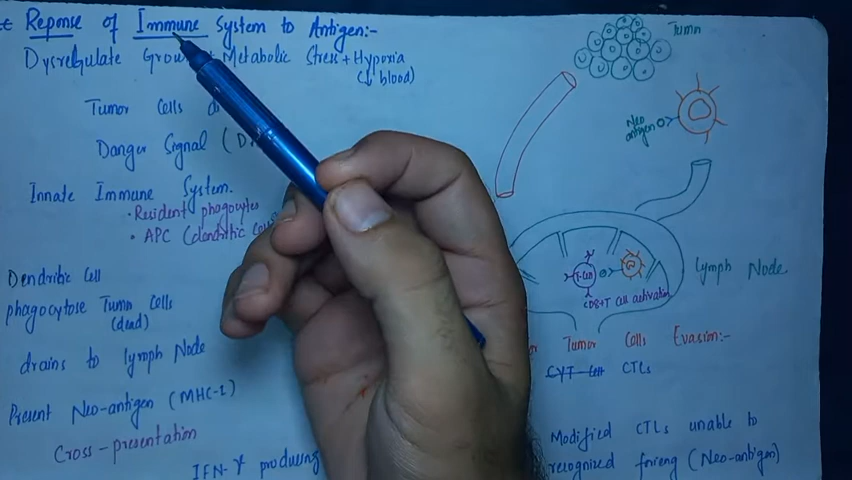 Reponse of Immune System to Antigen:-
Dysregulate + Metabolic Stress + Hypoxia
(↓ blood)
Tumor Cells
Danger Signal
Innate Immune System.
• Resident phagocytes
• APC (dendritic cells
Dendritic Cell
phagocytose Tumor Cells
(dead)
drains to lymph Node
Present Neo-antigen (MHC-I)
Cross-presentation
IFN-γ producing
Tumor
Neo
antigen
T-Cell
CD8+T cell activation
Lymph Node
Tumor Cells Evasion:-
CTLs
Modified CTLs unable to
recognized foreing (Neo-antigen)